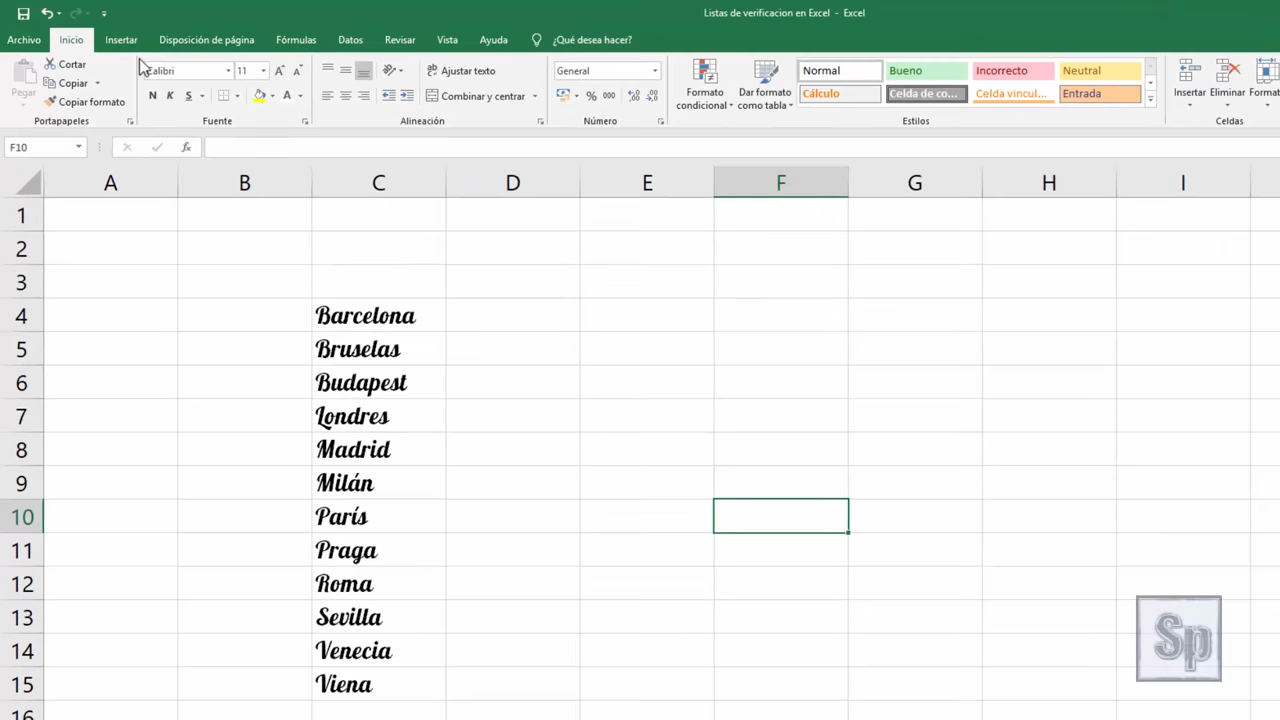 Listas de verificacion en Excel - Excel
Archivo Inicio Insertar Disposición de página Fórmulas Datos Revisar Vista Ayuda ¿Qué desea hacer?
Pegar Cortar
Copiar
Copiar formato
Portapapeles
Calibri 11
N K S A
Fuente
Ajustar texto
Combinar y centrar
Alineación
General
% 000
Número
Formato condicional
Dar formato como tabla
Normal Bueno Incorrecto Neutral
Cálculo Celda de co... Celda vincul... Entrada
Estilos
Insertar Eliminar Format
Celdas
F10 fx
A B C D E F G H I
1
2
3
4 Barcelona
5 Bruselas
6 Budapest
7 Londres
8 Madrid
9 Milán
10 París
11 Praga
12 Roma
13 Sevilla
14 Venecia
15 Viena
16
Sp